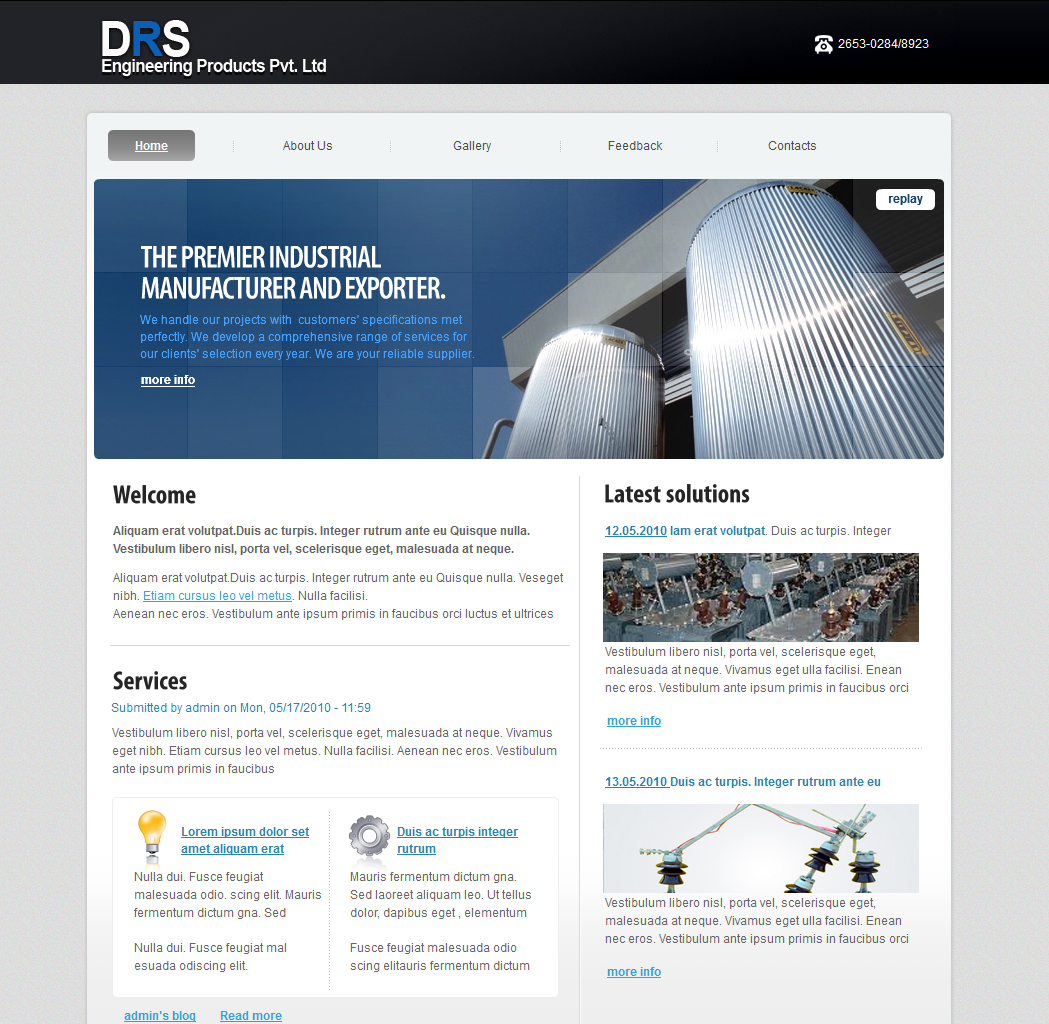 DRS
Engineering Products Pvt. Ltd
2653-0284/8923
Home
About Us
Gallery
Feedback
Contacts
replay
THE PREMIER INDUSTRIAL
MANUFACTURER AND EXPORTER.
We handle our projects with  customers' specifications met
perfectly. We develop a comprehensive range of services for
our clients' selection every year. We are your reliable supplier.
more info
Welcome
Aliquam erat volutpat.Duis ac turpis. Integer rutrum ante eu Quisque nulla.
Vestibulum libero nisl, porta vel, scelerisque eget, malesuada at neque.
Aliquam erat volutpat.Duis ac turpis. Integer rutrum ante eu Quisque nulla. Veseget
nibh. Etiam cursus leo vel metus. Nulla facilisi.
Aenean nec eros. Vestibulum ante ipsum primis in faucibus orci luctus et ultrices
Services
Submitted by admin on Mon, 05/17/2010 - 11:59
Vestibulum libero nisl, porta vel, scelerisque eget, malesuada at neque. Vivamus
eget nibh. Etiam cursus leo vel metus. Nulla facilisi. Aenean nec eros. Vestibulum
ante ipsum primis in faucibus
Lorem ipsum dolor set
amet aliquam erat
Nulla dui. Fusce feugiat
malesuada odio. scing elit. Mauris
fermentum dictum gna. Sed
Nulla dui. Fusce feugiat mal
esuada odiscing elit.
Duis ac turpis integer
rutrum
Mauris fermentum dictum gna.
Sed laoreet aliquam leo. Ut tellus
dolor, dapibus eget , elementum
Fusce feugiat malesuada odio
scing elitauris fermentum dictum
admin's blog
Read more
Latest solutions
12.05.2010 Iam erat volutpat. Duis ac turpis. Integer
Vestibulum libero nisl, porta vel, scelerisque eget,
malesuada at neque. Vivamus eget ulla facilisi. Enean
nec eros. Vestibulum ante ipsum primis in faucibus orci
more info
13.05.2010 Duis ac turpis. Integer rutrum ante eu
Vestibulum libero nisl, porta vel, scelerisque eget,
malesuada at neque. Vivamus eget ulla facilisi. Enean
nec eros. Vestibulum ante ipsum primis in faucibus orci
more info